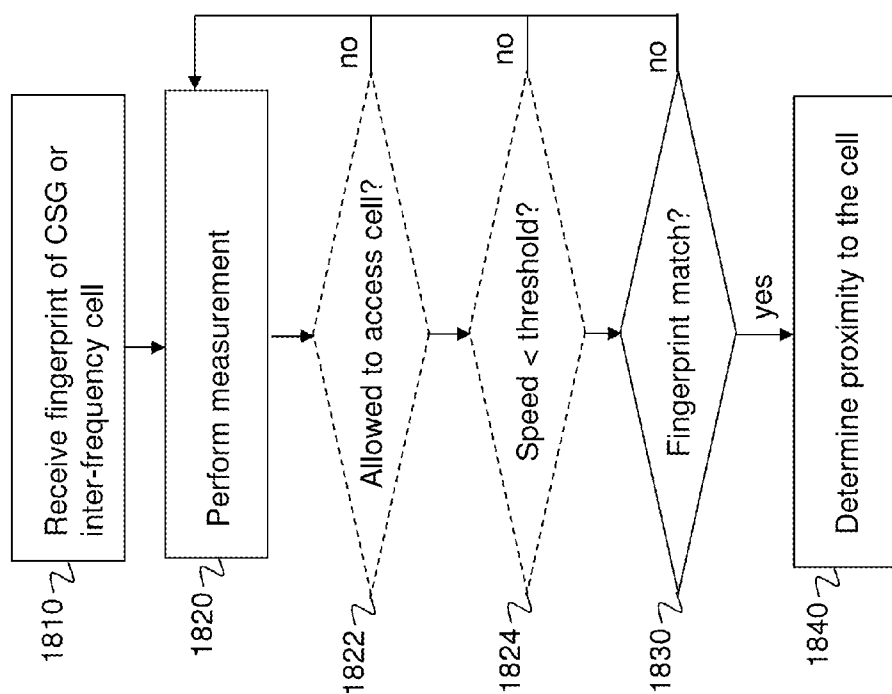 1810
Receive fingerprint of CSG or
inter-frequency cell
1820
Perform measurement
1822
Allowed to access cell?
no
1824
Speed < threshold?
no
1830
Fingerprint match?
no
yes
1840
Determine proximity to the cell